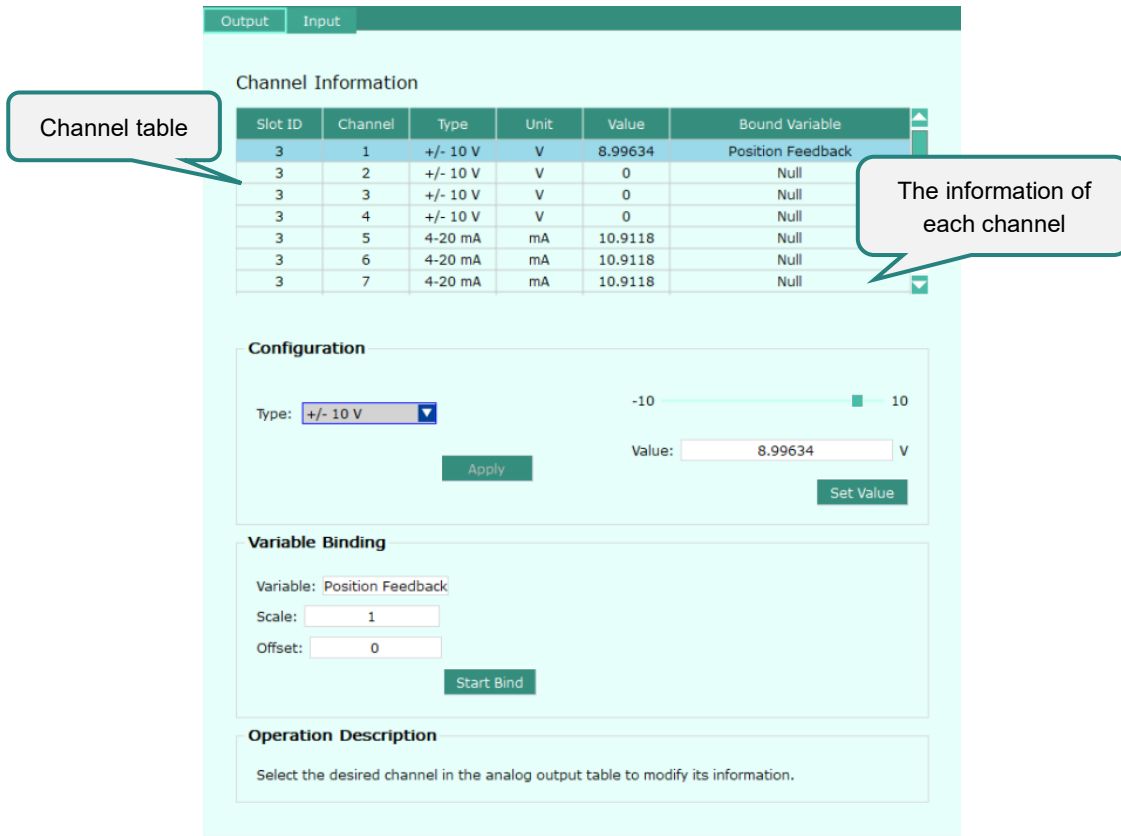 Output Input
Channel Information
Channel table
Slot ID Channel Type Unit Value Bound Variable
3 1 +/- 10 V V 8.99634 Position Feedback
3 2 +/- 10 V V 0 Null
3 3 +/- 10 V V 0 Null
3 4 +/- 10 V V 0 Null
3 5 4-20 mA mA 10.9118 Null
3 6 4-20 mA mA 10.9118 Null
3 7 4-20 mA mA 10.9118 Null
The information of
each channel
Configuration
Type: +/- 10 V
Apply
-10 10
Value: 8.99634 V
Set Value
Variable Binding
Variable: Position Feedback
Scale: 1
Offset: 0
Start Bind
Operation Description
Select the desired channel in the analog output table to modify its information.